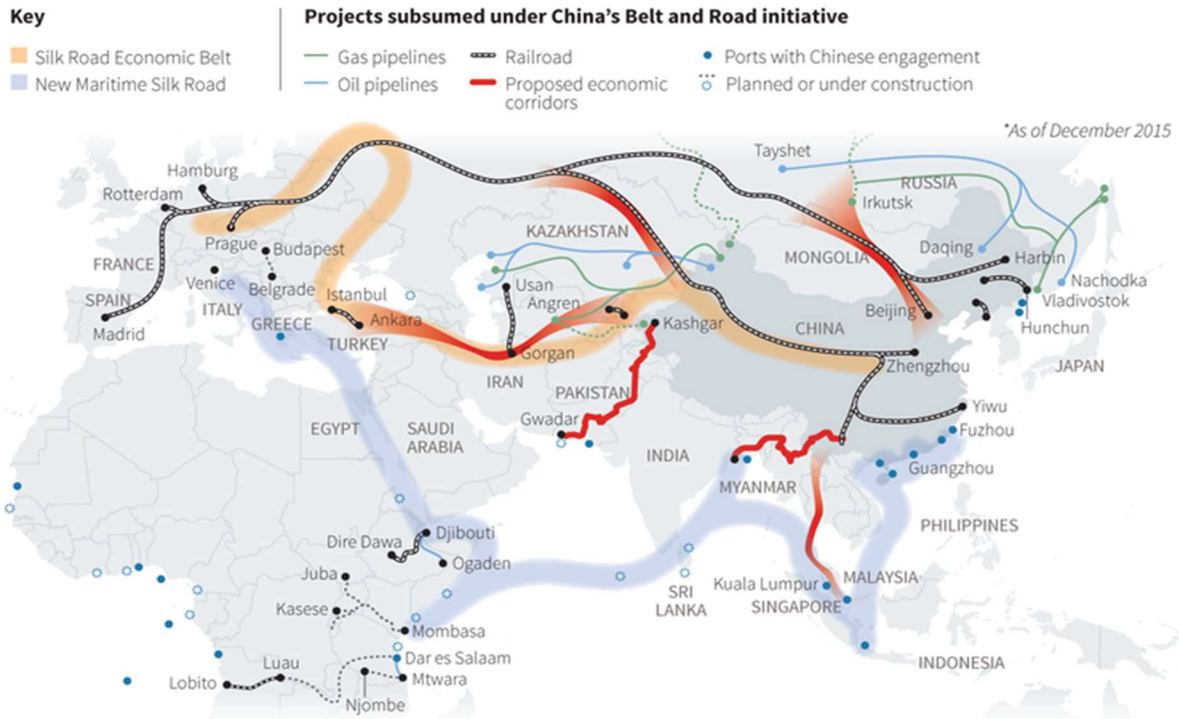 Key
Projects subsumed under China's Belt and Road initiative
Silk Road Economic Belt
New Maritime Silk Road
Gas pipelines
Oil pipelines
Railroad
Proposed economic
corridors
Ports with Chinese engagement
Planned or under construction
*As of December 2015
Tayshet
Hamburg
Rotterdam
RUSSIA
Irkutsk
Prague
Budapest
KAZAKHSTAN
Daqing
Harbin
FRANCE
MONGOLIA
Venice
Belgrade
Usan
Nachodka
SPAIN
ITALY
Istanbul
Angren
Vladivostok
Madrid
GREECE
Ankara
Kashgar
Beijing
CHINA
Hunchun
TURKEY
Gorgan
Zhengzhou
JAPAN
IRAN
PAKISTAN
Gwadar
Yiwu
EGYPT
SAUDI
ARABIA
Fuzhou
INDIA
Guangzhou
MYANMAR
PHILIPPINES
Djibouti
Dire Dawa
Ogaden
Juba
Kuala Lumpur
MALAYSIA
SRI
LANKA
SINGAPORE
Kasese
Mombasa
Dar es Salaam
Luau
INDONESIA
Lobito
Mtwara
Njombe